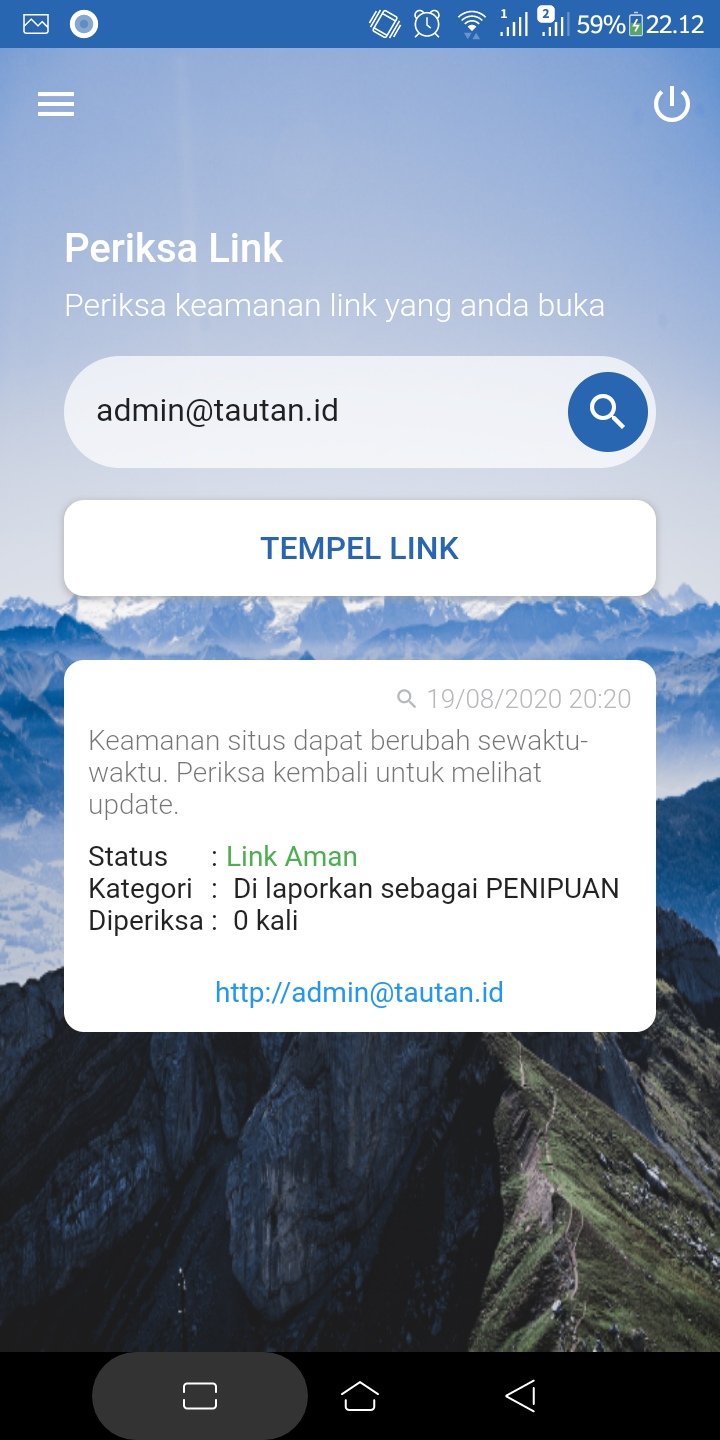 1 2 59% 22.12
Periksa Link
Periksa keamanan link yang anda buka
admin@tautan.id
TEMPEL LINK
19/08/2020 20:20
Keamanan situs dapat berubah sewaktu-
waktu. Periksa kembali untuk melihat
update.
Status : Link Aman
Kategori : Di laporkan sebagai PENIPUAN
Diperiksa : 0 kali
http://admin@tautan.id